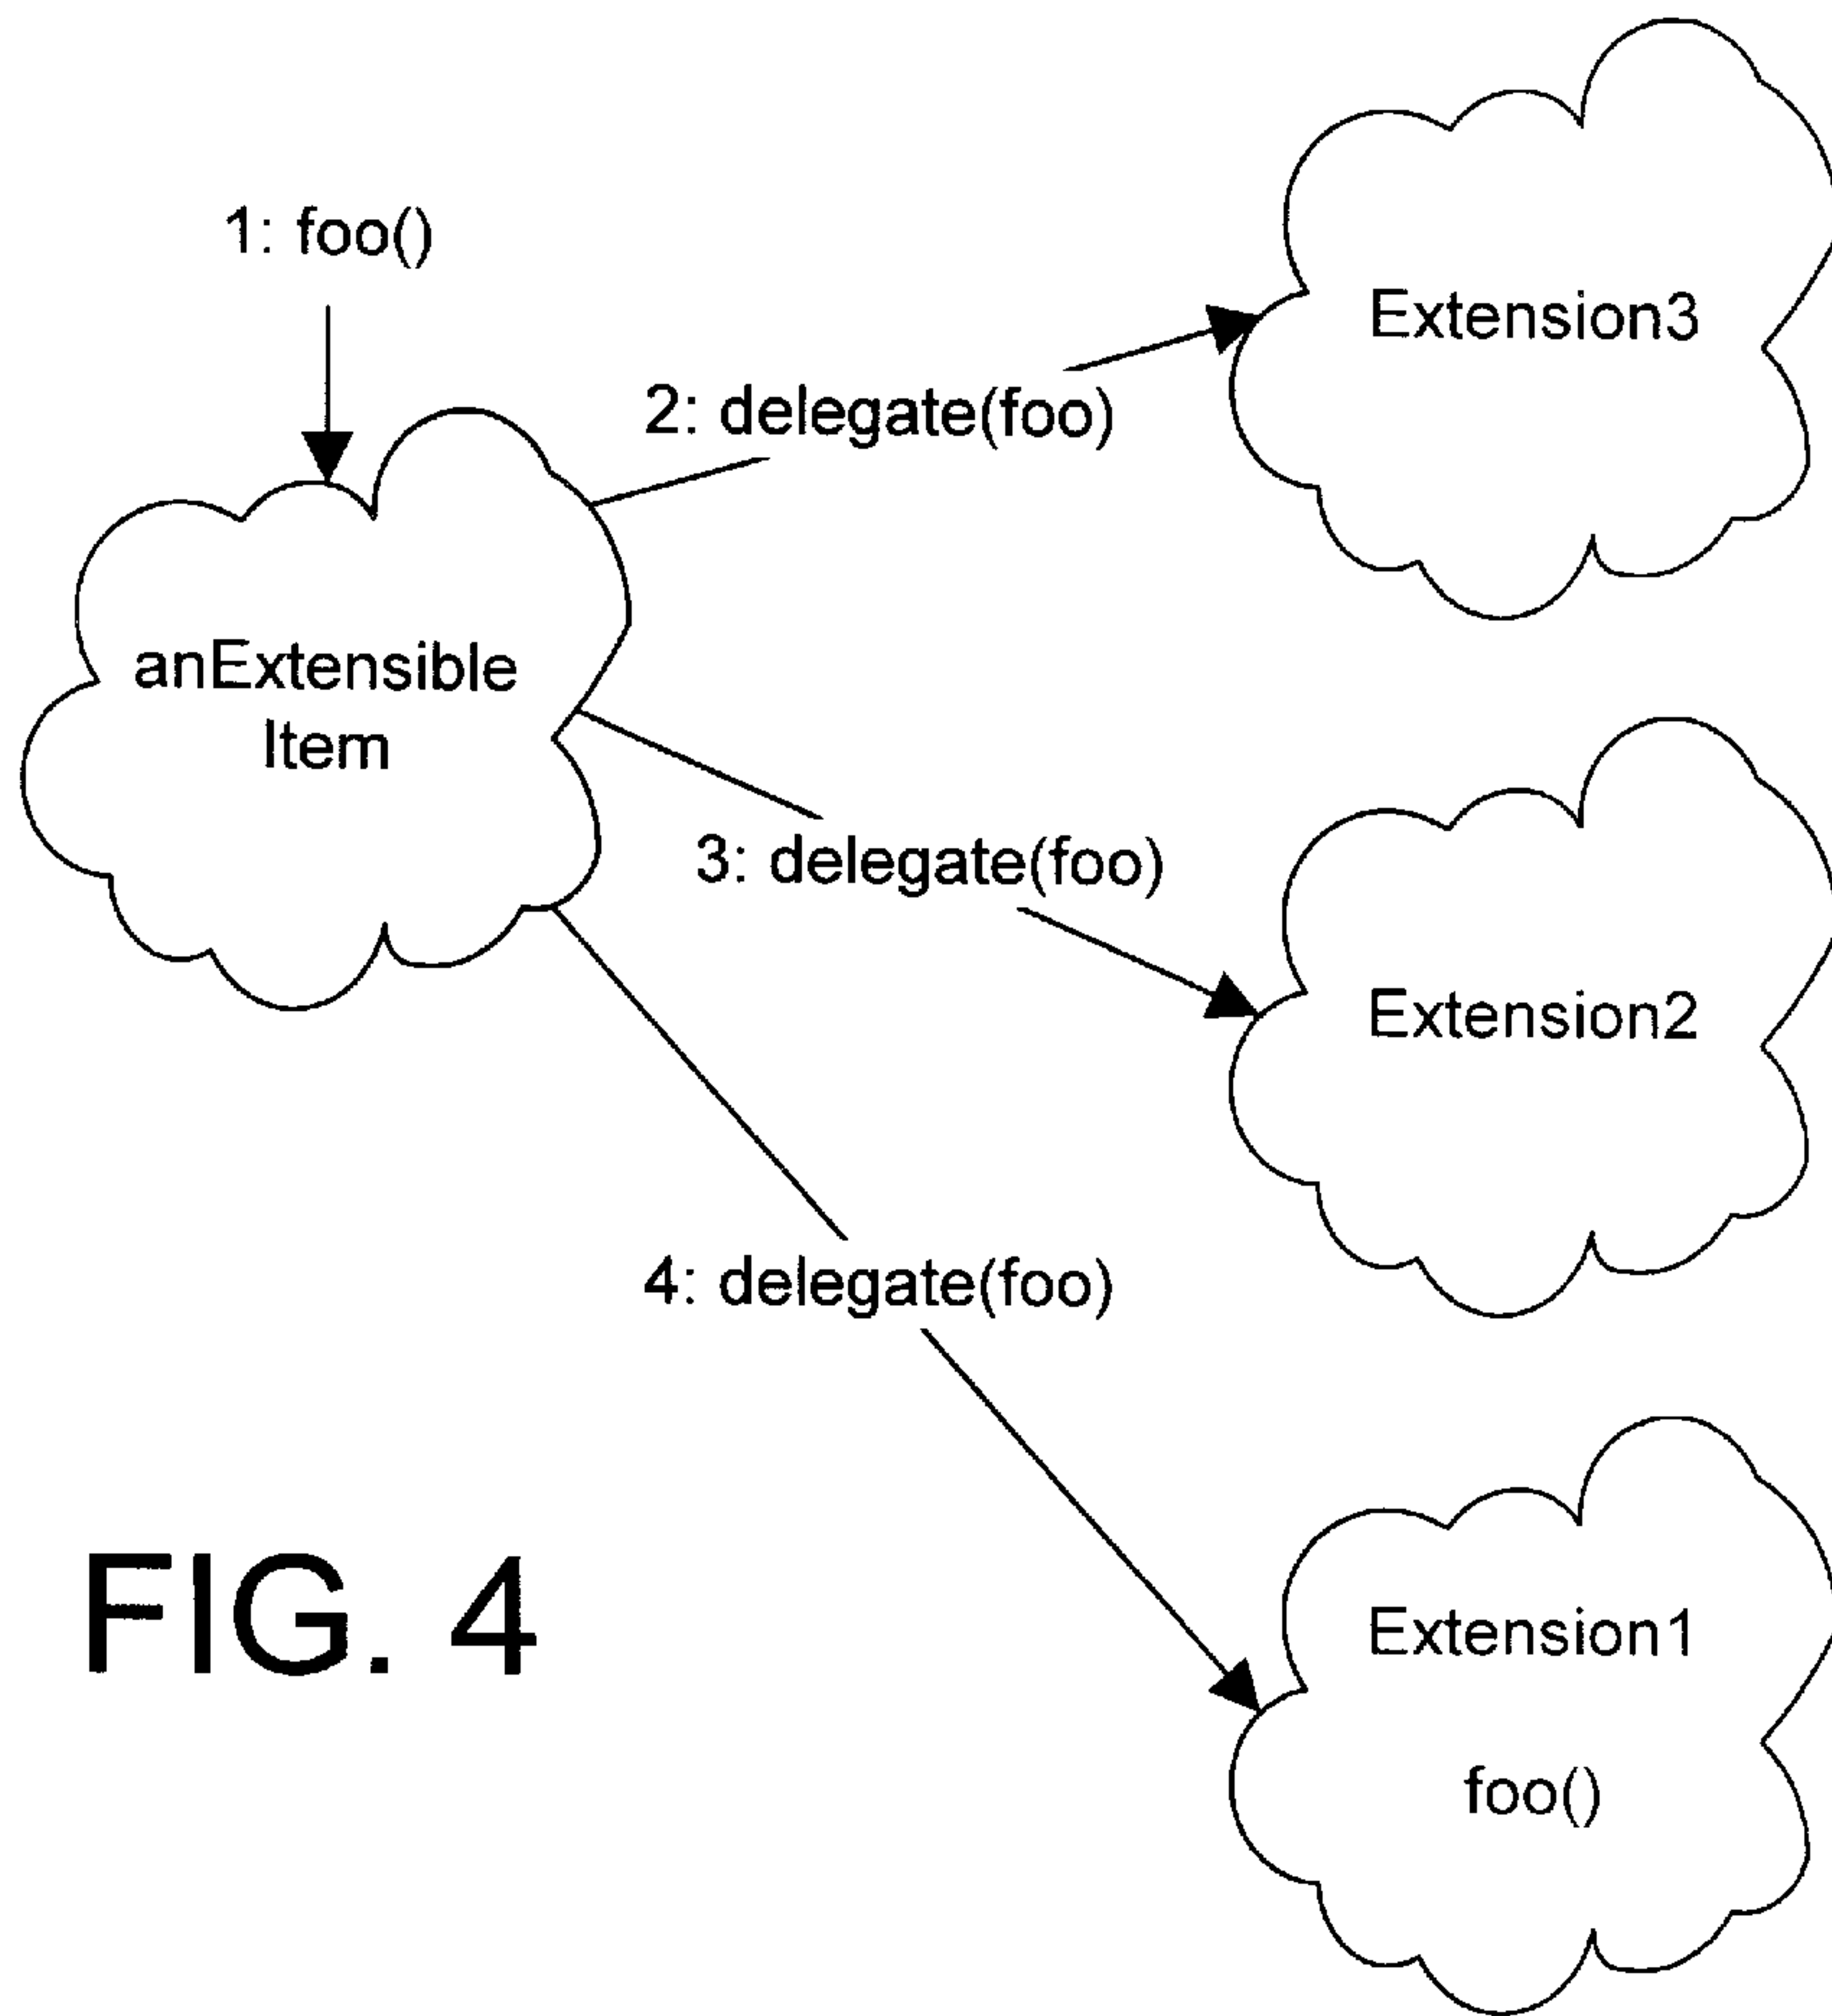 1: foo()
Extension3
2: delegate(foo)
anExtensible
Item
3: delegate(foo)
Extension2
4: delegate(foo)
Extension1
foo()
FIG. 4